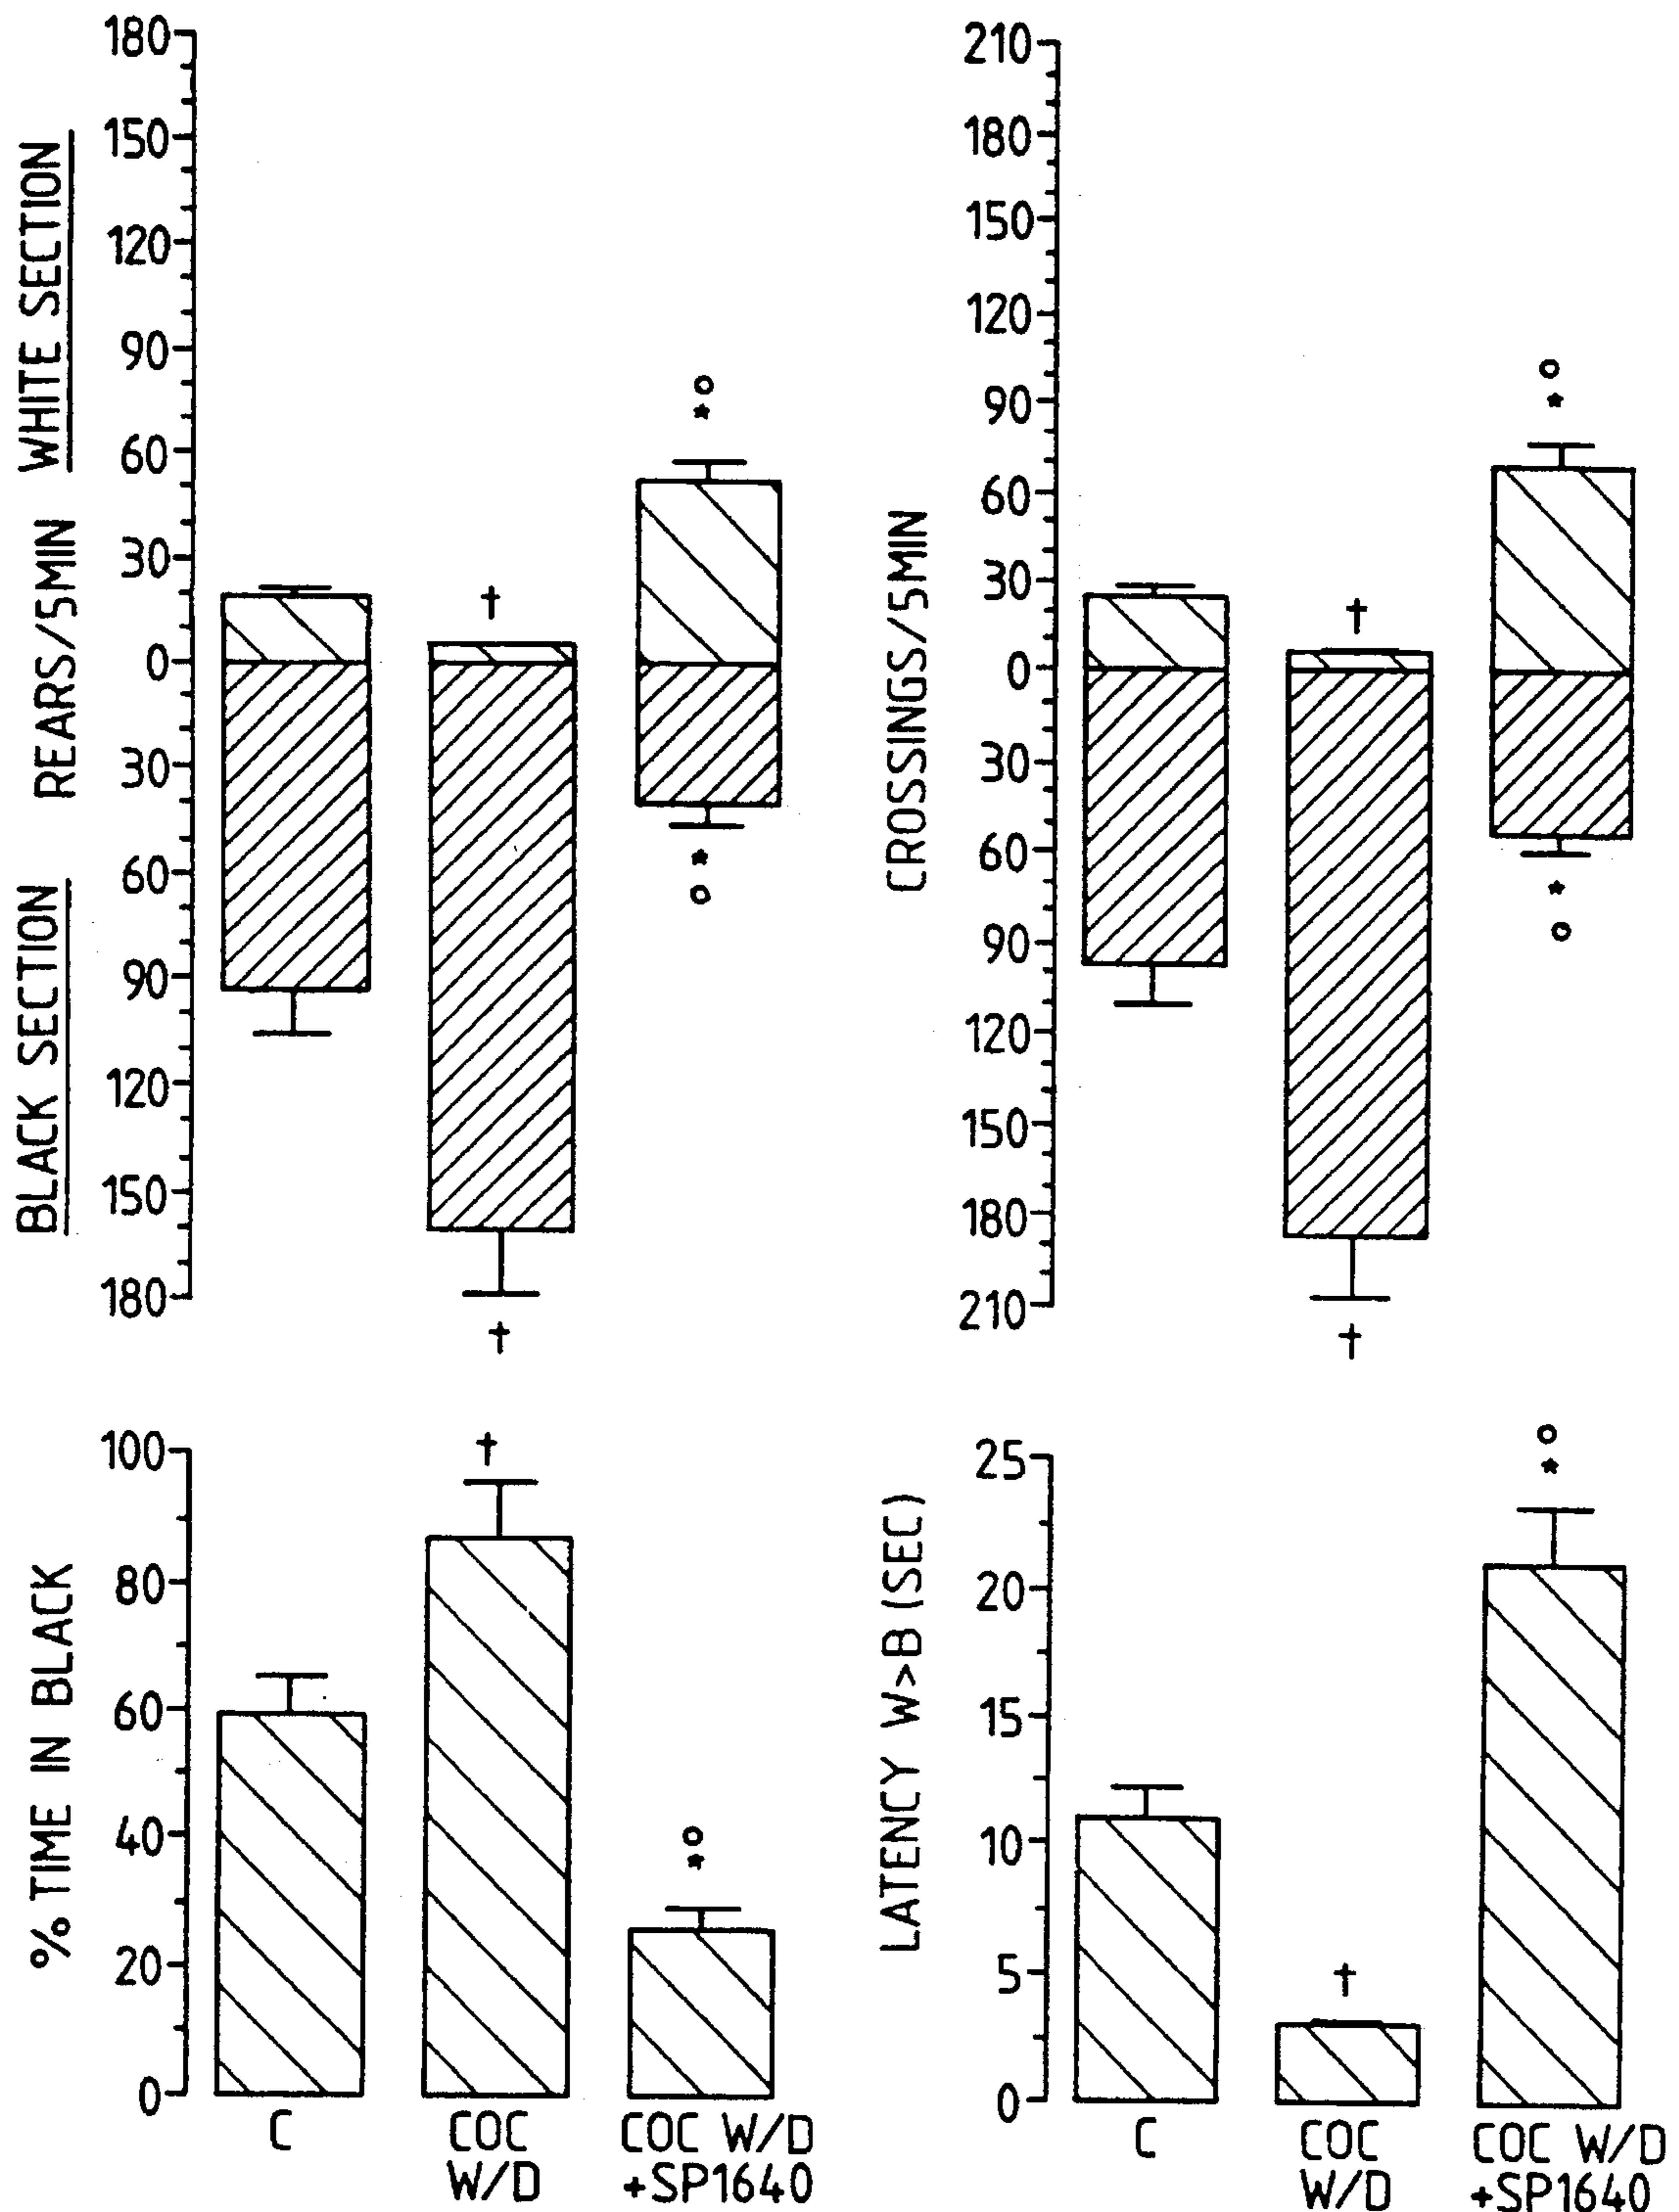 WHITE SECTION
REARS/5MIN
BLACK SECTION
180
150
120
90
60
30
0
30
60
90
120
150
180
o
*
†
*
o
†
CROSSINGS/5MIN
210
180
150
120
90
60
30
0
30
60
90
120
150
180
210
o
*
†
*
o
†
% TIME IN BLACK
100
80
60
40
20
0
†
o
*
C
COC W/D
COC W/D
+SP1640
LATENCY W>B (SEC)
25
20
15
10
5
0
o
*
†
C
COC W/D
COC W/D
+SP1640